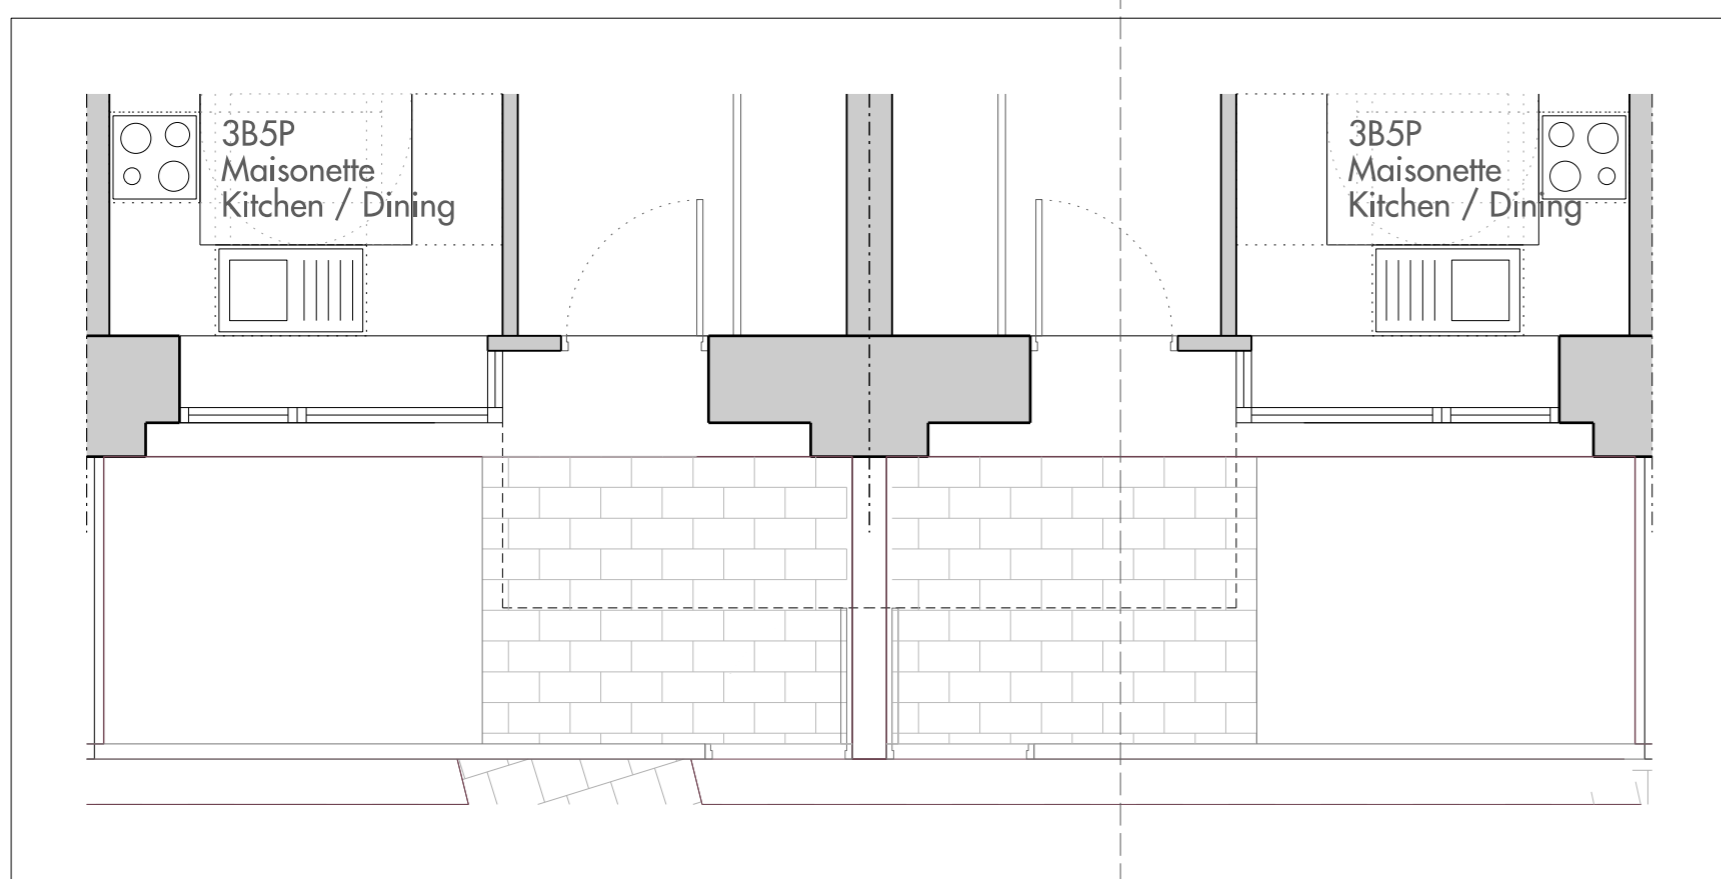 3B5P
Maisonette
Kitchen / Dining
3B5P
Maisonette
Kitchen / Dining